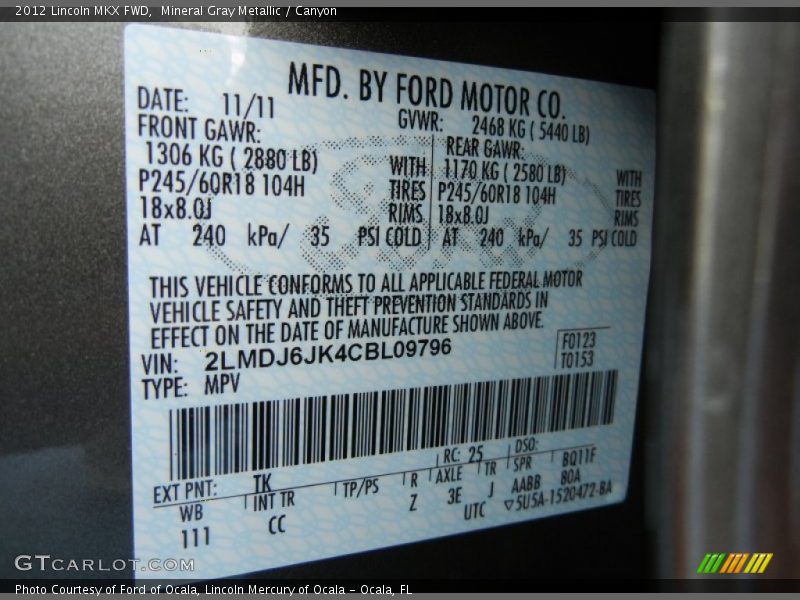 2012 Lincoln MKX FWD,  Mineral Gray Metallic / Canyon
MFD. BY FORD MOTOR CO.
DATE: 11/11 GVWR: 2468 KG ( 5440 LB)
FRONT GAWR: REAR GAWR:
1306 KG ( 2880 LB) WITH 1170 KG ( 2580 LB) WITH
P245/60R18 104H TIRES P245/60R18 104H TIRES
18x8.0J RIMS 18x8.0J RIMS
AT 240 kPa/ 35 PSI COLD AT 240 kPa/ 35 PSI COLD
THIS VEHICLE CONFORMS TO ALL APPLICABLE FEDERAL MOTOR
VEHICLE SAFETY AND THEFT PREVENTION STANDARDS IN
EFFECT ON THE DATE OF MANUFACTURE SHOWN ABOVE.
VIN: 2LMDJ6JK4CBL09796 F0123
TYPE: MPV T0153
EXT PNT: TK RC: 25 DSO:
WB INT TR TP/PS R AXLE TR SPR BQ11F
111 CC Z 3E J AABB 80A
UTC ▽5U5A-1520472-BA
GTcarlot.com
Photo Courtesy of Ford of Ocala, Lincoln Mercury of Ocala - Ocala, FL